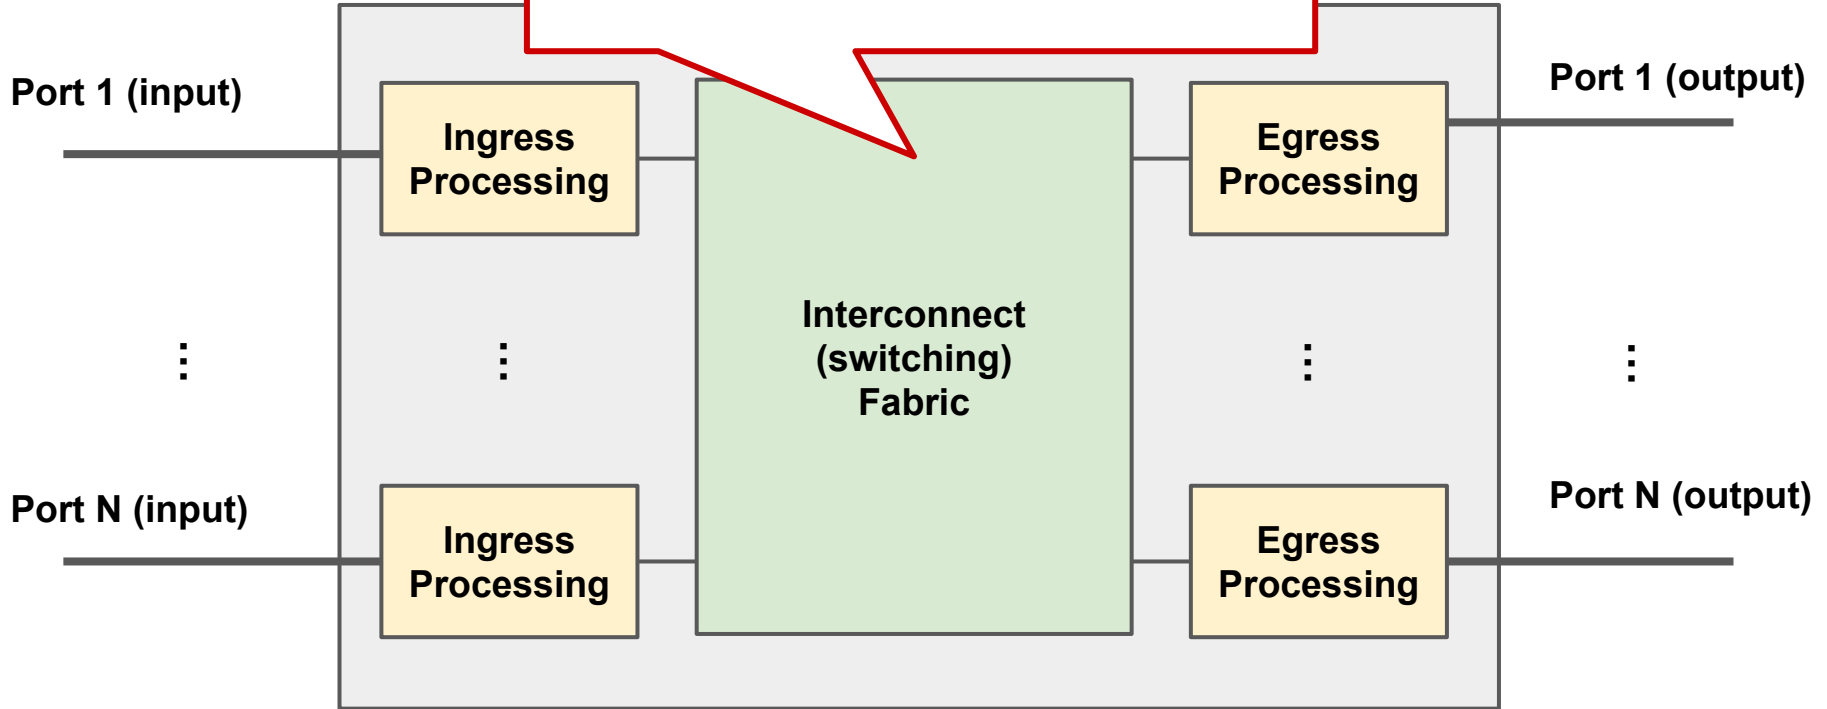 Port 1 (input)
Ingress
Processing
Egress
Processing
Port 1 (output)
⋮
⋮
Interconnect
(switching)
Fabric
⋮
⋮
Port N (input)
Ingress
Processing
Egress
Processing
Port N (output)